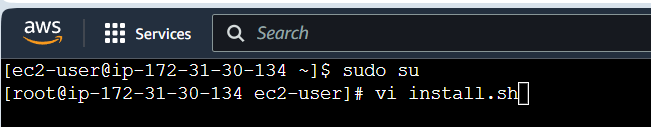 aws
Services
Search
[ec2-user@ip-172-31-30-134 ~]$ sudo su
[root@ip-172-31-30-134 ec2-user]# vi install.sh